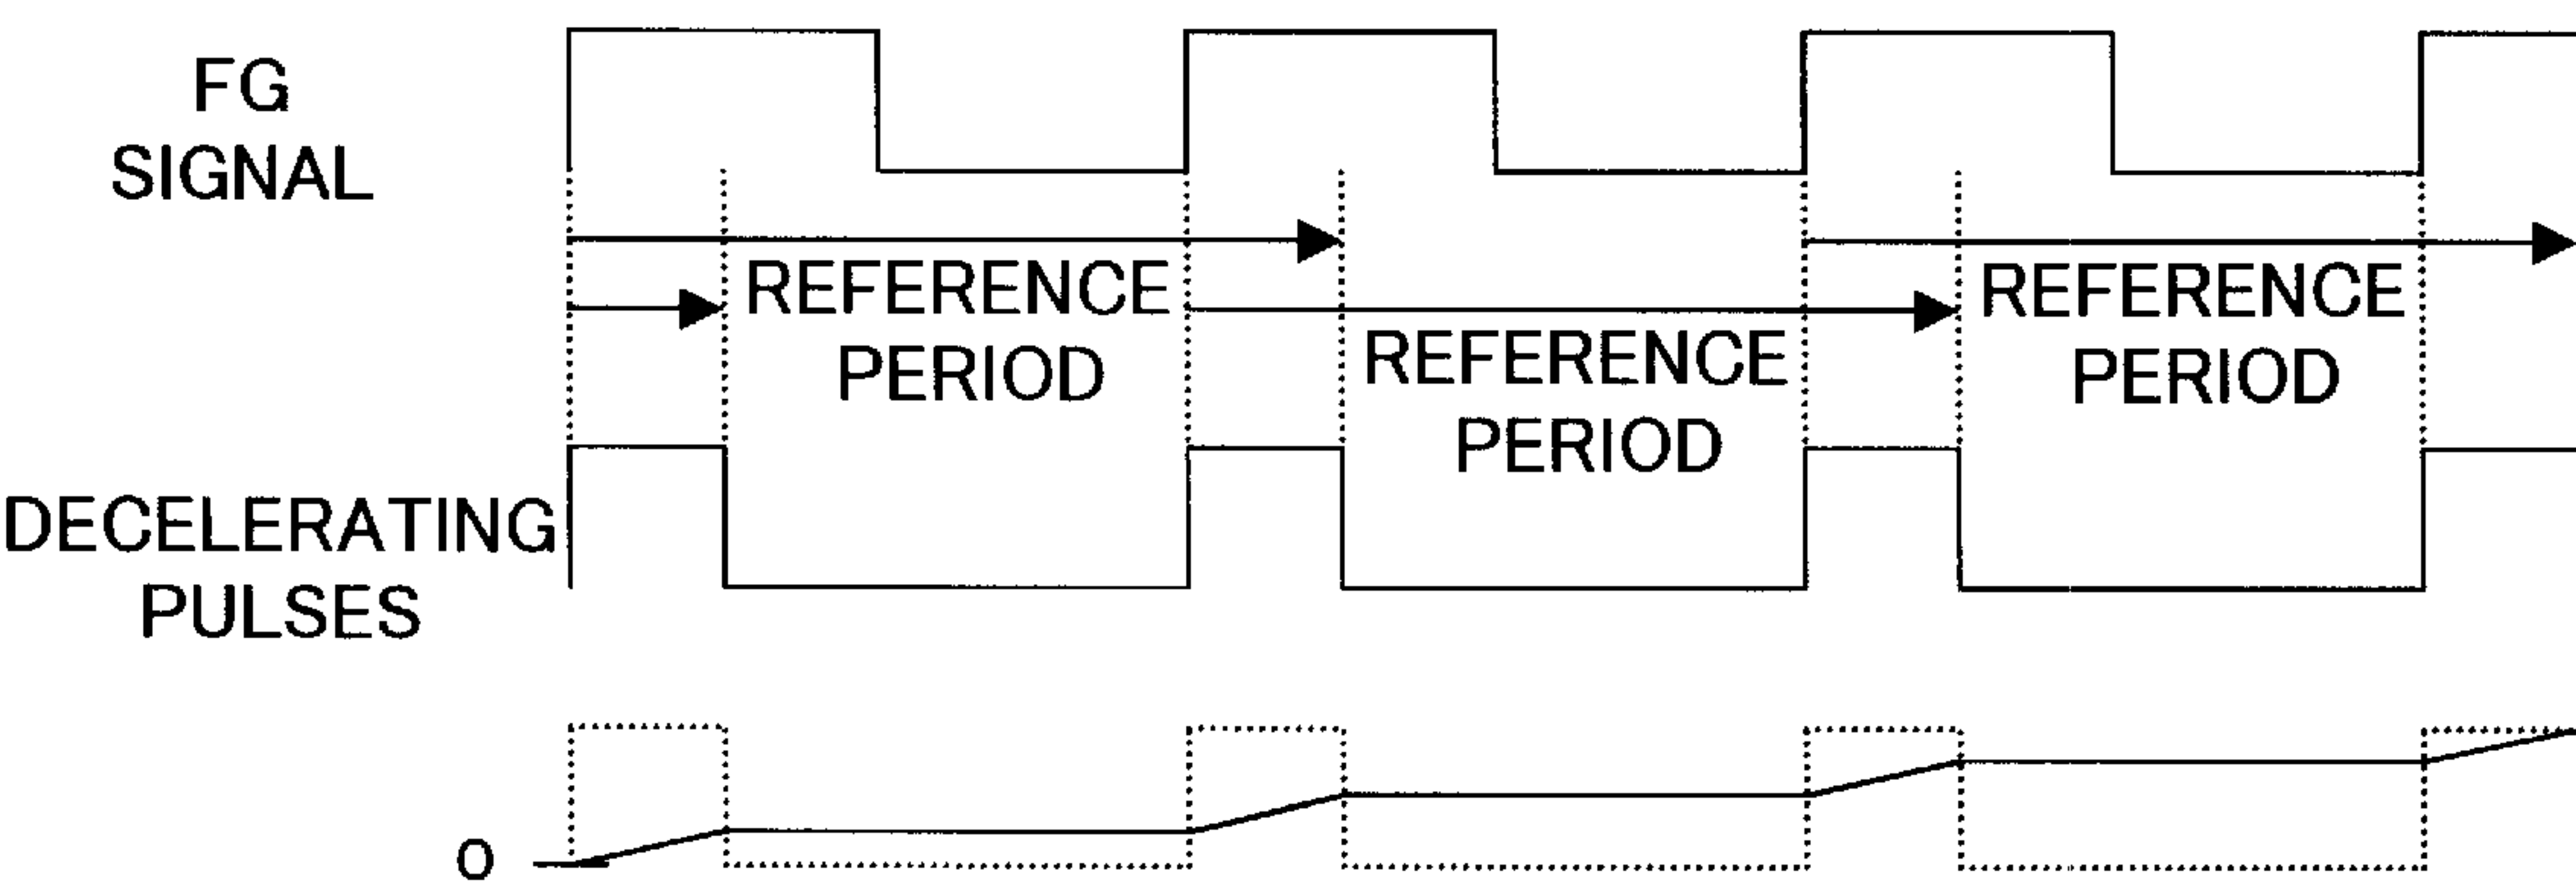 FG
SIGNAL
REFERENCE
PERIOD
REFERENCE
PERIOD
REFERENCE
PERIOD
DECELERATING
PULSES
0